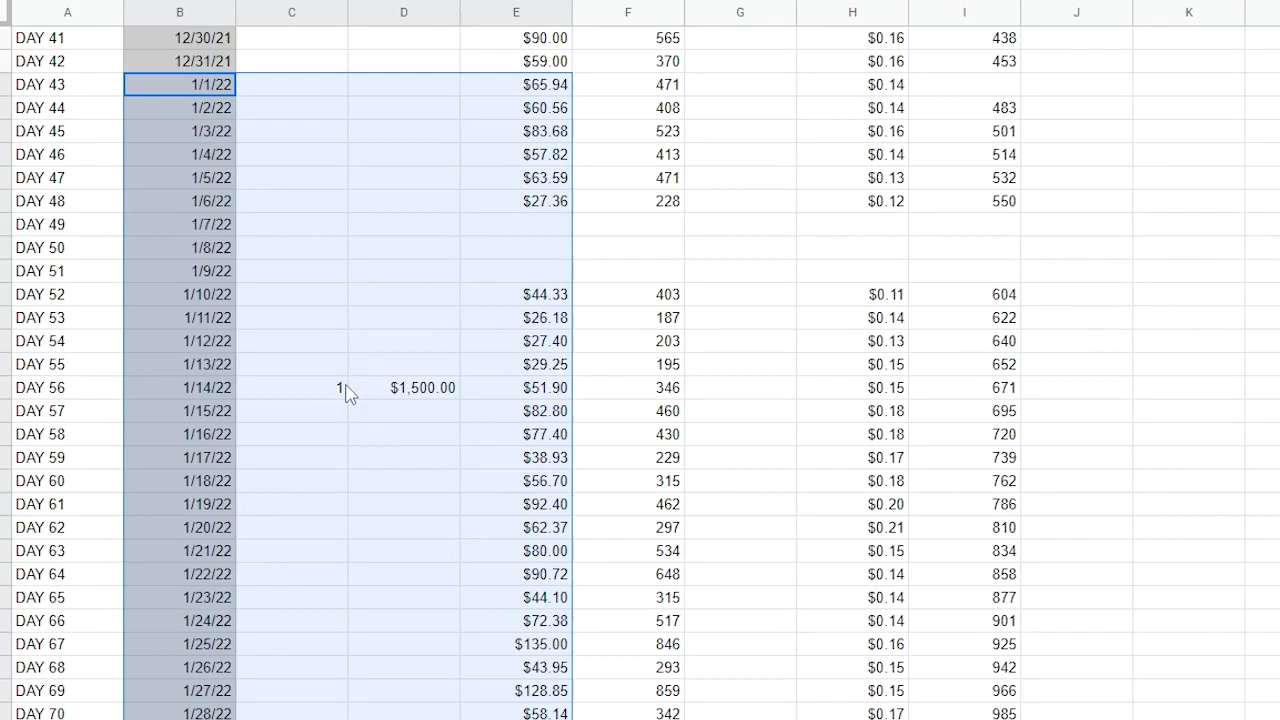 A B C D E F G H I J K
DAY 41 12/30/21 $90.00 565 $0.16 438
DAY 42 12/31/21 $59.00 370 $0.16 453
DAY 43 1/1/22 $65.94 471 $0.14
DAY 44 1/2/22 $60.56 408 $0.14 483
DAY 45 1/3/22 $83.68 523 $0.16 501
DAY 46 1/4/22 $57.82 413 $0.14 514
DAY 47 1/5/22 $63.59 471 $0.13 532
DAY 48 1/6/22 $27.36 228 $0.12 550
DAY 49 1/7/22
DAY 50 1/8/22
DAY 51 1/9/22
DAY 52 1/10/22 $44.33 403 $0.11 604
DAY 53 1/11/22 $26.18 187 $0.14 622
DAY 54 1/12/22 $27.40 203 $0.13 640
DAY 55 1/13/22 $29.25 195 $0.15 652
DAY 56 1/14/22 1 $1,500.00 $51.90 346 $0.15 671
DAY 57 1/15/22 $82.80 460 $0.18 695
DAY 58 1/16/22 $77.40 430 $0.18 720
DAY 59 1/17/22 $38.93 229 $0.17 739
DAY 60 1/18/22 $56.70 315 $0.18 762
DAY 61 1/19/22 $92.40 462 $0.20 786
DAY 62 1/20/22 $62.37 297 $0.21 810
DAY 63 1/21/22 $80.00 534 $0.15 834
DAY 64 1/22/22 $90.72 648 $0.14 858
DAY 65 1/23/22 $44.10 315 $0.14 877
DAY 66 1/24/22 $72.38 517 $0.14 901
DAY 67 1/25/22 $135.00 846 $0.16 925
DAY 68 1/26/22 $43.95 293 $0.15 942
DAY 69 1/27/22 $128.85 859 $0.15 966
DAY 70 1/28/22 $58.14 342 $0.17 985